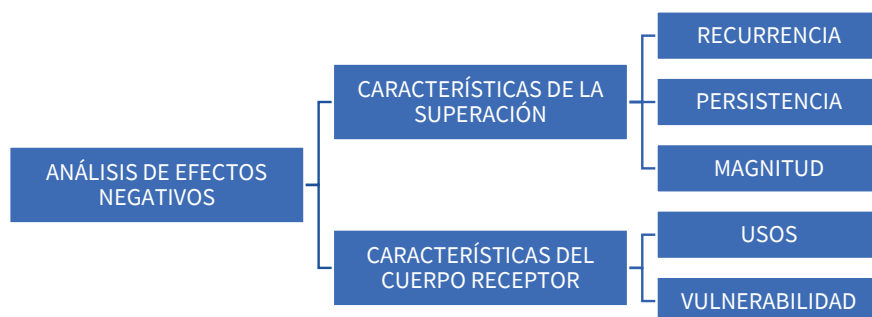 ANÁLISIS DE EFECTOS
NEGATIVOS
CARACTERÍSTICAS DE LA
SUPERACIÓN
RECURRENCIA
PERSISTENCIA
MAGNITUD
CARACTERÍSTICAS DEL
CUERPO RECEPTOR
USOS
VULNERABILIDAD